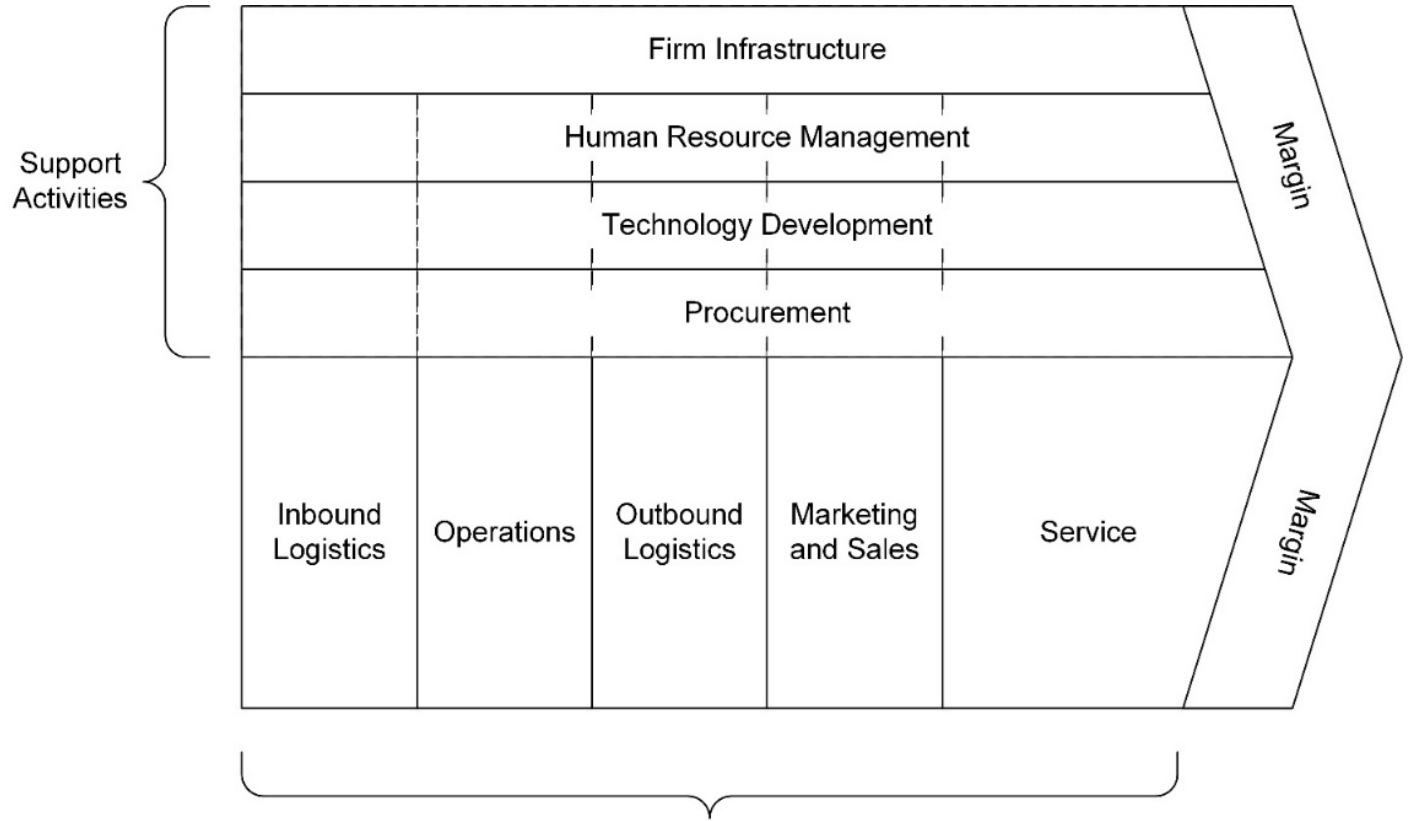 Firm Infrastructure
Human Resource Management
Support
Activities
Technology Development
Procurement
Margin
Inbound
Logistics
Operations
Outbound
Logistics
Marketing
and Sales
Service
Margin